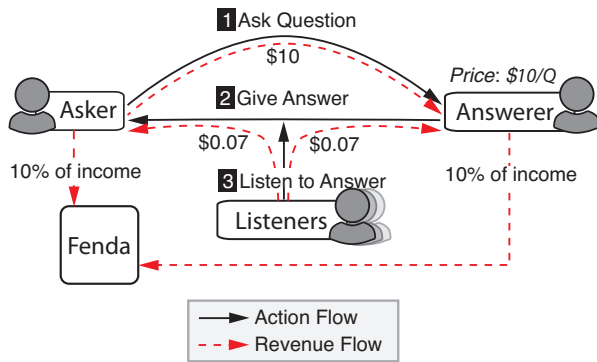 1 Ask Question
$10
Price: $10/Q
Asker
2 Give Answer
Answerer
$0.07
$0.07
10% of income
3 Listen to Answer
10% of income
Listeners
Fenda
Action Flow
Revenue Flow